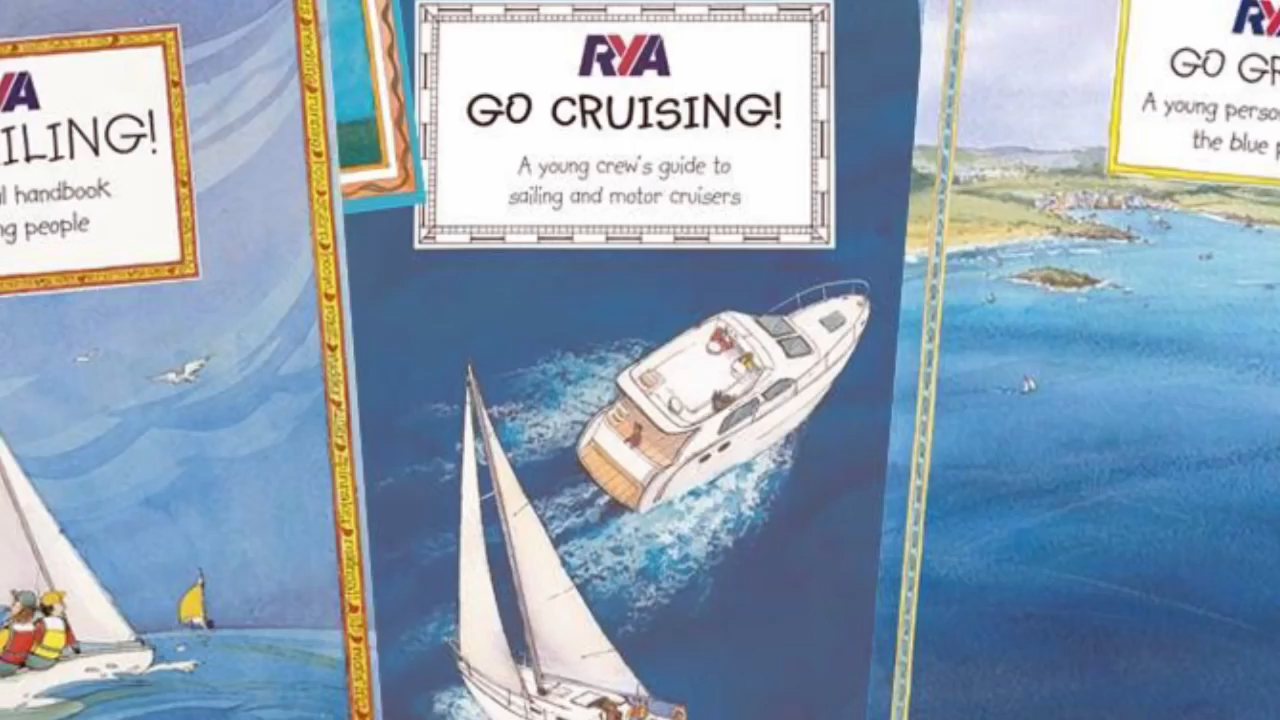 YA
ILING!
l handbook
ng people
RYA
GO CRUISING!
A young crew's guide to
sailing and motor cruisers
RY
GO GR
A young perso
the blue p